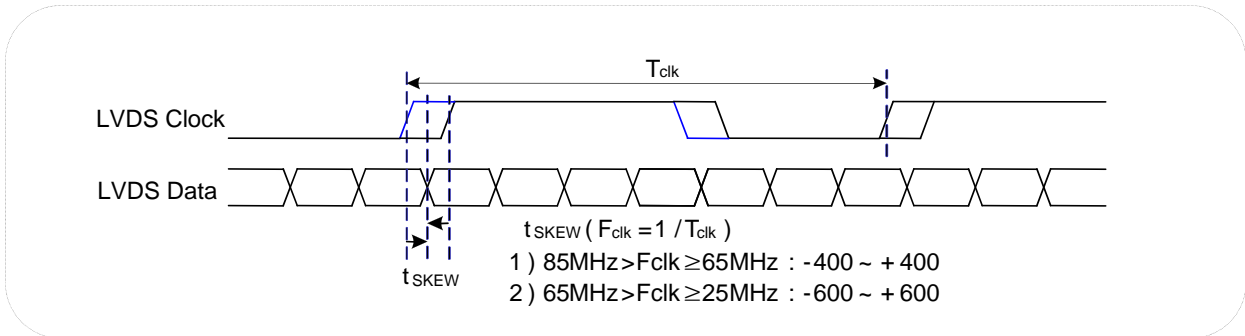 Tclk
LVDS Clock
LVDS Data
tSKEW ( Fclk = 1 / Tclk )
1 ) 85MHz > Fclk ≥ 65MHz : -400 ~ + 400
2 ) 65MHz > Fclk ≥ 25MHz : -600 ~ + 600
tSKEW